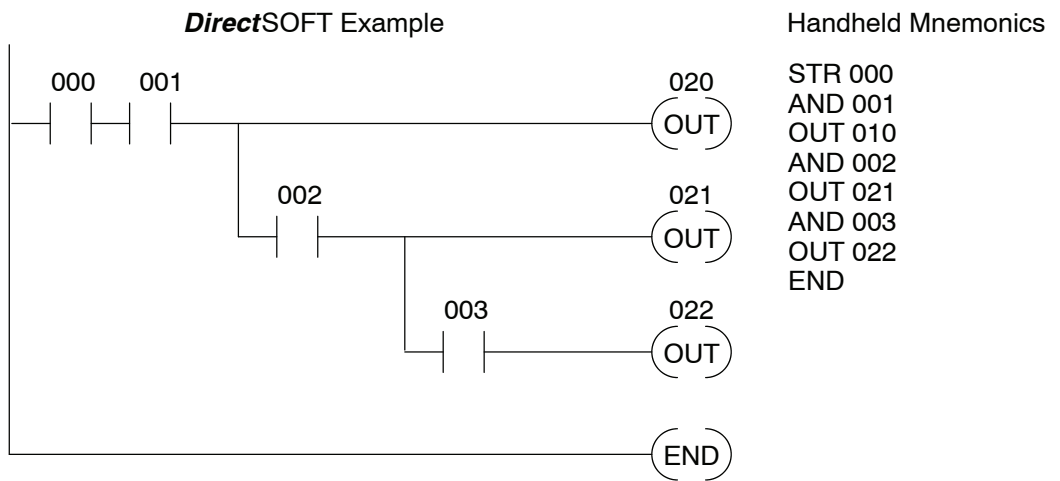 DirectSOFT Example
Handheld Mnemonics
000 001 020
OUT
002 021
OUT
003 022
OUT
END
STR 000
AND 001
OUT 010
AND 002
OUT 021
AND 003
OUT 022
END